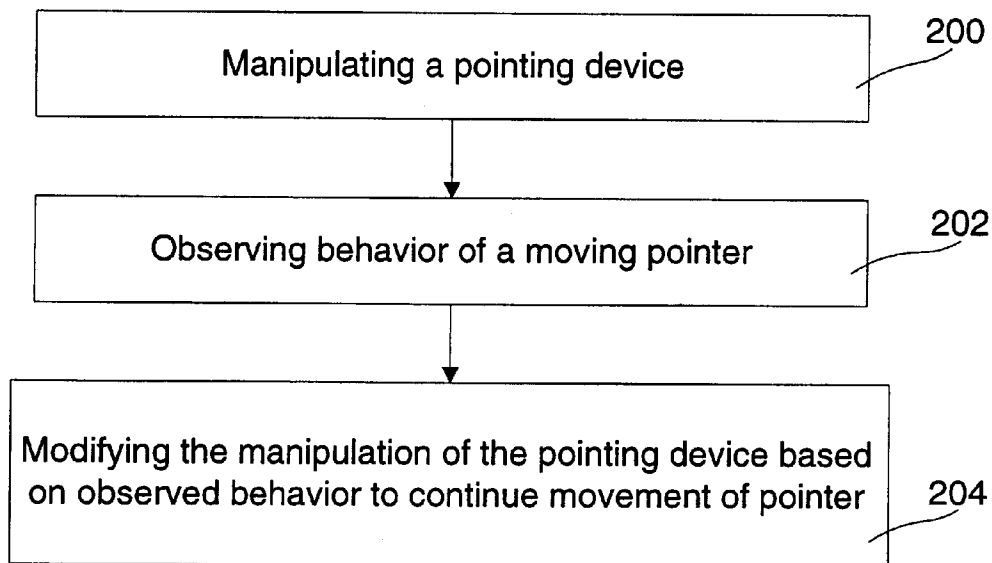 200
Manipulating a pointing device
202
Observing behavior of a moving pointer
Modifying the manipulation of the pointing device based
on observed behavior to continue movement of pointer
204